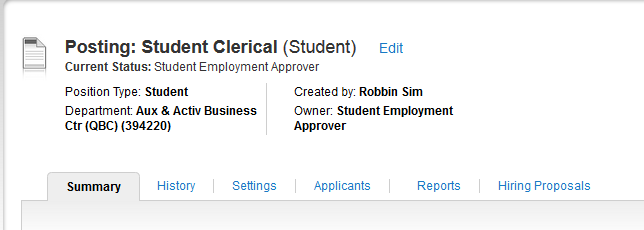 Posting: Student Clerical (Student) Edit
Current Status: Student Employment Approver
Position Type: Student
Department: Aux & Activ Business
Ctr (QBC) (394220)
Created by: Robbin Sim
Owner: Student Employment
Approver
Summary History Settings Applicants Reports Hiring Proposals